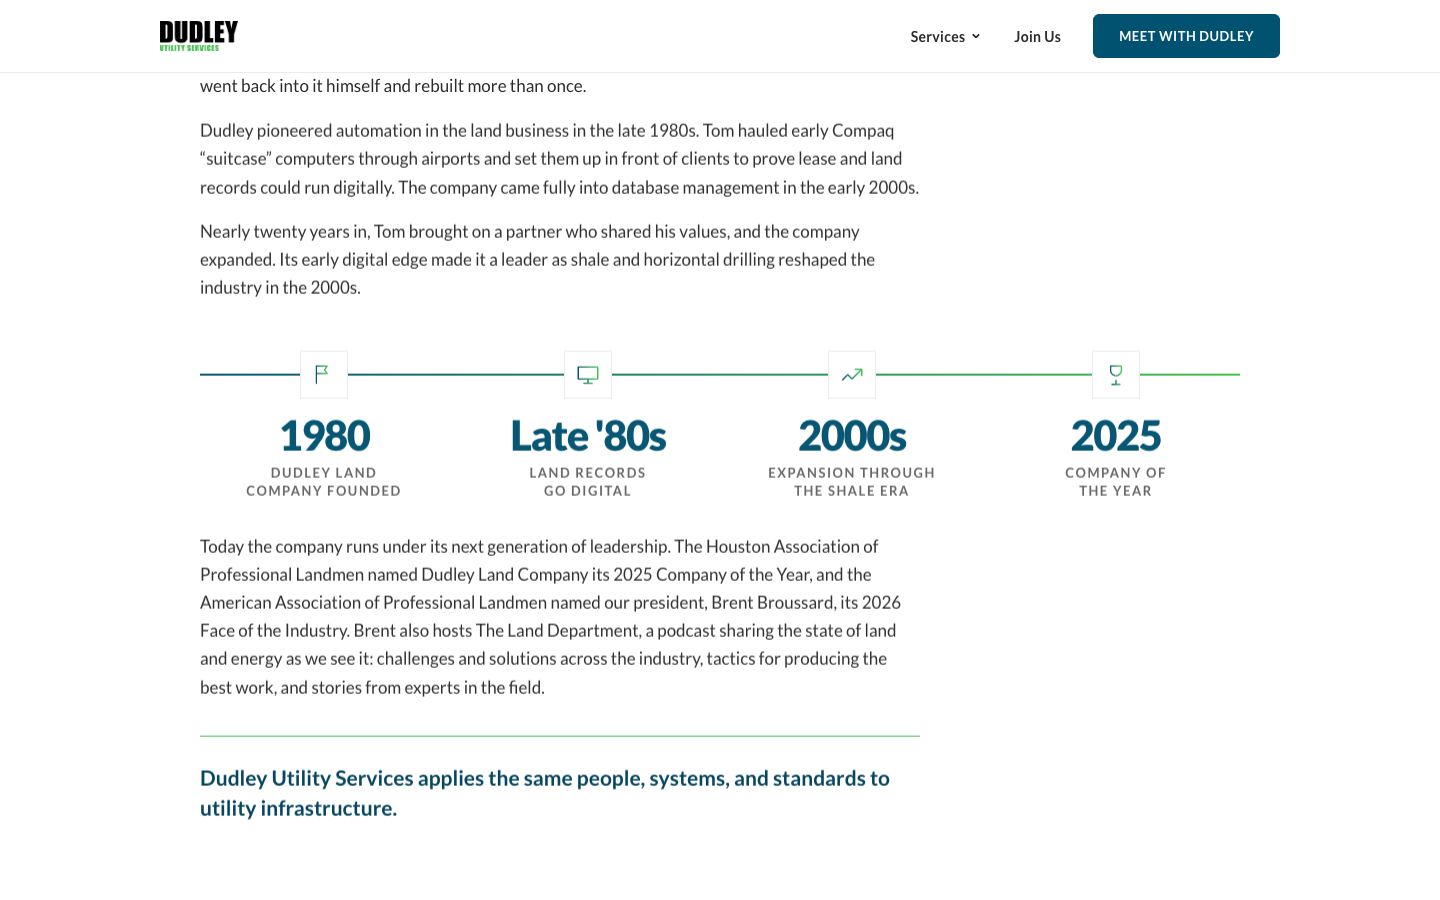 DUDLEY
UTILITY SERVICES
Services
Join Us
MEET WITH DUDLEY
went back into it himself and rebuilt more than once.
Dudley pioneered automation in the land business in the late 1980s. Tom hauled early Compaq
“suitcase” computers through airports and set them up in front of clients to prove lease and land
records could run digitally. The company came fully into database management in the early 2000s.
Nearly twenty years in, Tom brought on a partner who shared his values, and the company
expanded. Its early digital edge made it a leader as shale and horizontal drilling reshaped the
industry in the 2000s.
1980
DUDLEY LAND
COMPANY FOUNDED
Late '80s
LAND RECORDS
GO DIGITAL
2000s
EXPANSION THROUGH
THE SHALE ERA
2025
COMPANY OF
THE YEAR
Today the company runs under its next generation of leadership. The Houston Association of
Professional Landmen named Dudley Land Company its 2025 Company of the Year, and the
American Association of Professional Landmen named our president, Brent Broussard, its 2026
Face of the Industry. Brent also hosts The Land Department, a podcast sharing the state of land
and energy as we see it: challenges and solutions across the industry, tactics for producing the
best work, and stories from experts in the field.
Dudley Utility Services applies the same people, systems, and standards to
utility infrastructure.